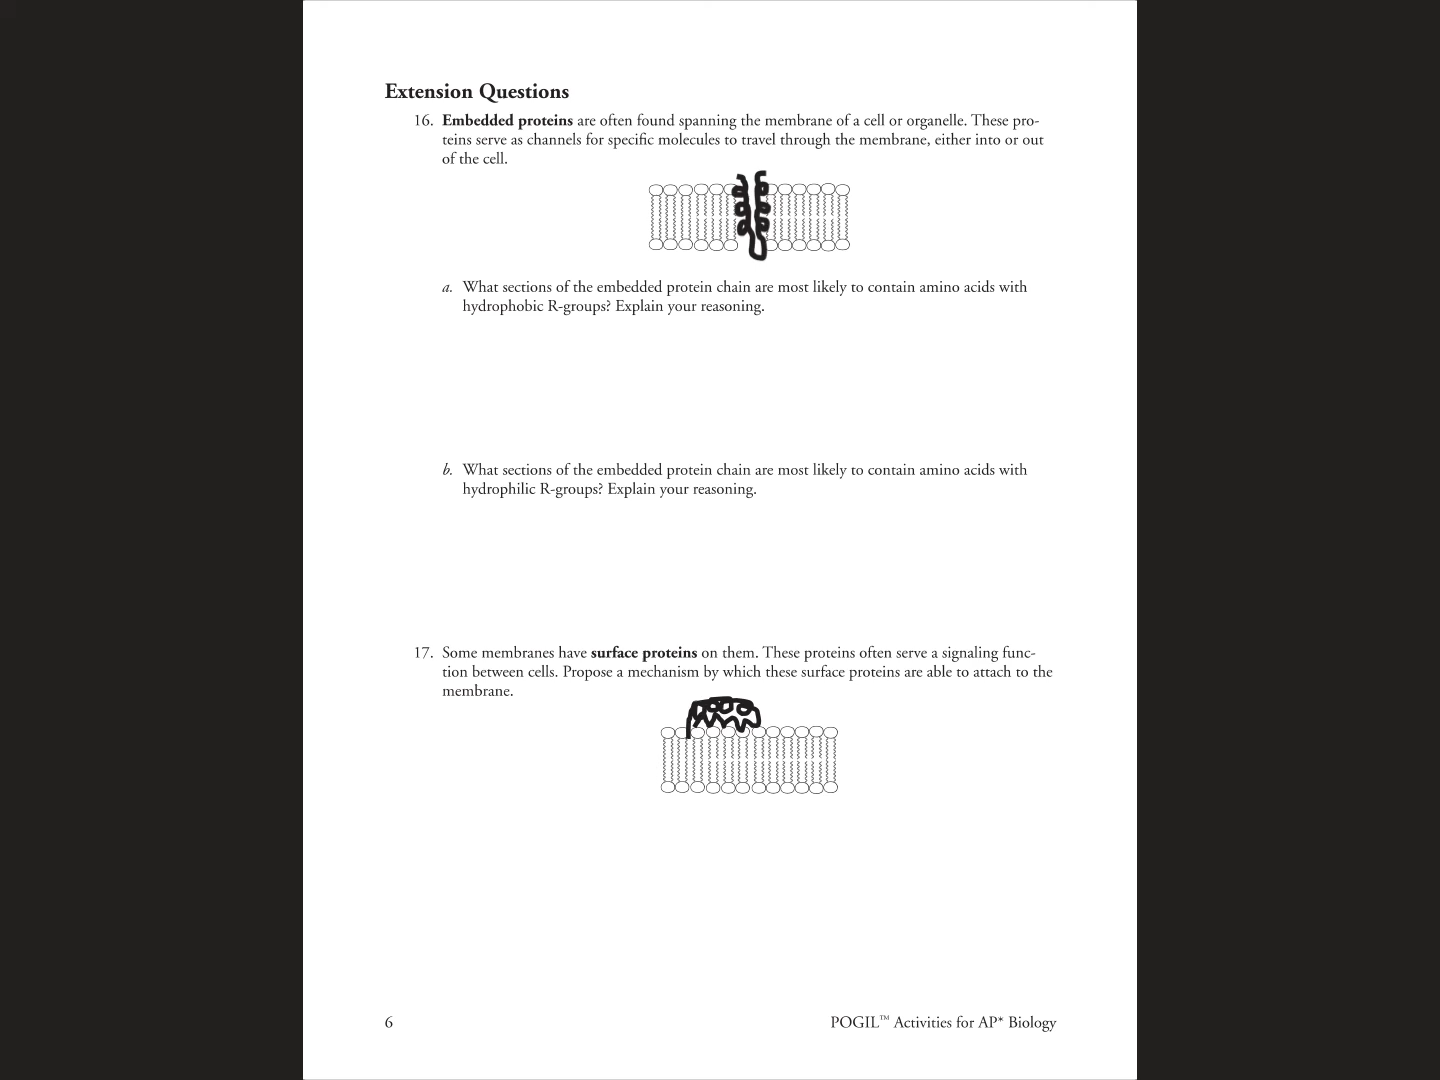 Extension Questions
16. Embedded proteins are often found spanning the membrane of a cell or organelle. These pro-
teins serve as channels for specific molecules to travel through the membrane, either into or out
of the cell.
a. What sections of the embedded protein chain are most likely to contain amino acids with
hydrophobic R-groups? Explain your reasoning.
b. What sections of the embedded protein chain are most likely to contain amino acids with
hydrophilic R-groups? Explain your reasoning.
17. Some membranes have surface proteins on them. These proteins often serve a signaling func-
tion between cells. Propose a mechanism by which these surface proteins are able to attach to the
membrane.
6
POGIL™ Activities for AP* Biology